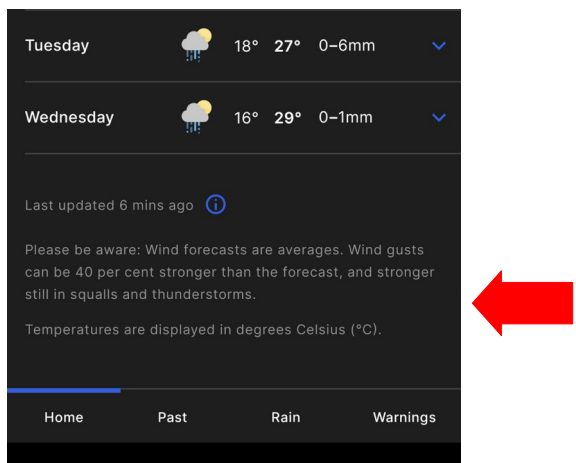 Tuesday 18° 27° 0–6mm
Wednesday 16° 29° 0–1mm
Last updated 6 mins ago
Please be aware: Wind forecasts are averages. Wind gusts
can be 40 per cent stronger than the forecast, and stronger
still in squalls and thunderstorms.
Temperatures are displayed in degrees Celsius (°C).
Home Past Rain Warnings